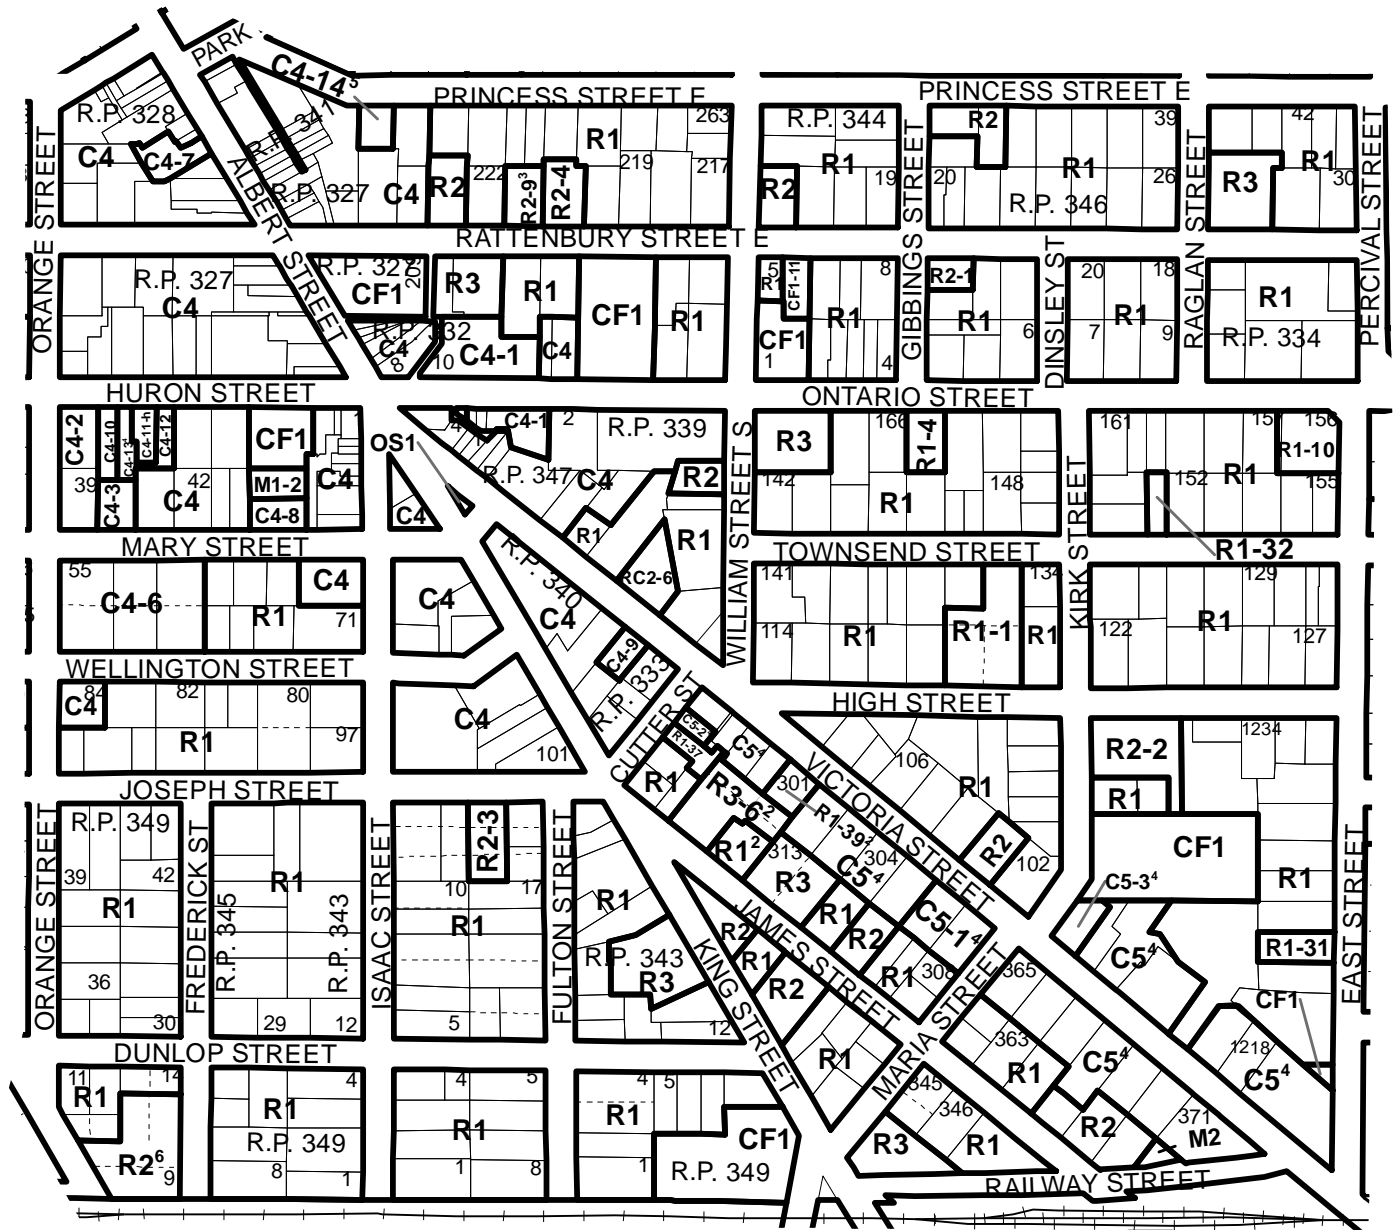 PARK
C4-14⁵
PRINCESS STREET E
PRINCESS STREET E
R.P. 328
C4
C4-7
R.P. 34
R.P. 327
C4
R2
222
R2-9³
R2-4
R1
219
263
217
R.P. 344
R1
R2
19
R2
20
R1
R.P. 346
39
26
42
R1
R3
30
ORANGE STREET
ALBERT STREET
GIBBINGS STREET
RAGLAN STREET
PERCIVAL STREET
RATTENBURY STREET E
R.P. 327
C4
R.P. 327
CF1
R.P. 332
C4
8
10
R3
R1
C4-1
C4
CF1
R1
5
R1
CF1-11
CF1
1
R1
8
4
R2-1
R1
6
DINSLEY ST
20
18
R1
7
9
R1
R.P. 334
HURON STREET
ONTARIO STREET
C4-2
C4-10
C4-13⁴
C4-11-h
C4-12
39
C4-3
42
C4
CF1
M1-2
C4-8
C4
OS1
C4
C4-1
2
R.P. 339
R.P. 347
C4
R1
R2
R1
RC2-6
WILLIAM S
R3
166
R1-4
142
R1
148
KIRK STREET
161
15
156
R1-10
152
R1
155
R1-32
MARY STREET
TOWNSEND STREET
55
C4-6
R1
C4
71
C4
R.P. 340
C4
C4-9
R.P. 333
141
114
R1
R1-1
134
R1
122
129
R1
127
WELLINGTON STREET
84
C4
82
80
R1
97
C4
101
CUTTER ST
HIGH STREET
C5-2
R1-37
C5⁴
R1
R3-6²
301
R1-39²
VICTORIA STREET
106
R1
R2
102
R2-2
R1
1234
CF1
R1
JOSEPH STREET
R.P. 349
39
42
R1
36
30
ORANGE STREET
FREDERICK ST
R1
R.P. 345
R.P. 343
29
12
ISAAC STREET
R2-3
10
17
R1
5
FULTON STREET
R1
R.P. 343
R3
12
KING STREET
R1²
313
R3
304
C5⁴
R1
R2
C5-1⁴
R1
308
JAMES STREET
R2
R1
R2
R1
MARIA STREET
C5-3⁴
C5⁴
R1-31
CF1
EAST STREET
365
363
R1
C5⁴
1218
C5⁴
DUNLOP STREET
11
R1
14
R2⁶
9
4
R1
R.P. 349
8
1
4
5
R1
1
8
4
5
R1
CF1
1
R.P. 349
345
346
R3
R1
R2
371
M2
RAILWAY STREET